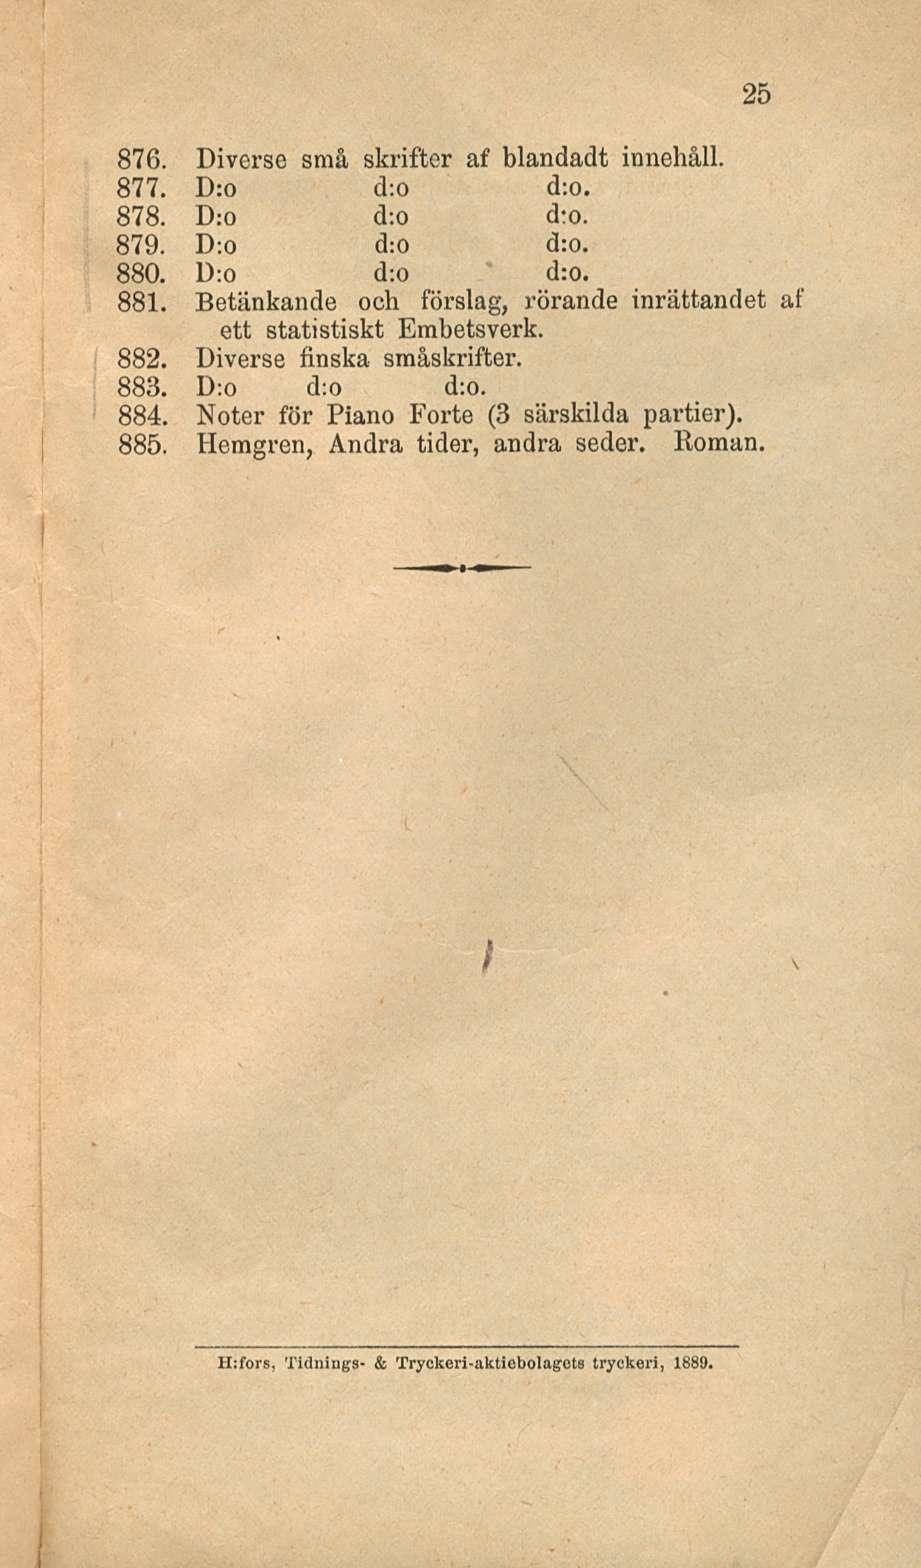 25
876. Diverse små skrifter af blandadt innehåll.
877. D:o d:o d:o.
878. D:o d:o d:o.
879. D:o d:o d:o.
880. D:o d:o d:o.
881. Betänkande och förslag, rörande inrättandet af
ett statistiskt Embetsverk.
882. Diverse finska småskrifter.
883. D:o d:o d:o.
884. Noter för Piano Forte (3 särskilda partier).
885. Hemgren, Andra tider, andra seder. Roman.
H:fors, Tidnings- & Tryckeri-aktiebolagets tryckeri, 1889.